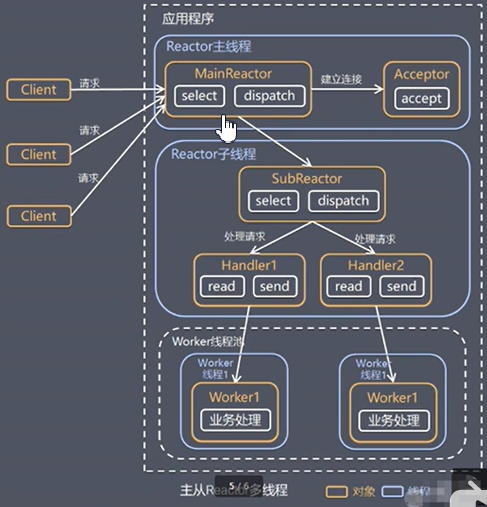 应用程序
Reactor主线程
MainReactor
select
dispatch
建立连接
Acceptor
accept
Client
请求
Client
请求
Client
请求
Reactor子线程
SubReactor
select
dispatch
处理请求
处理请求
Handler1
read
send
Handler2
read
send
Worker线程池
Worker
线程1
Worker1
业务处理
Worker
线程1
Worker1
业务处理
主从Reactor多线程
5 / 6
对象
线程